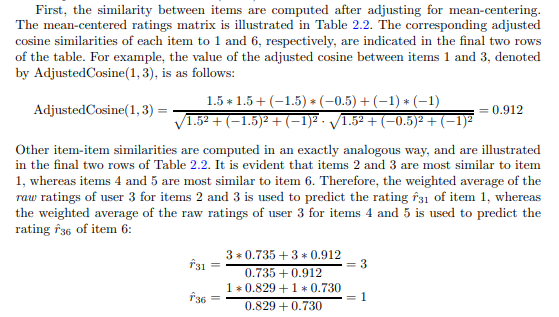 First, the similarity between items are computed after adjusting for mean-centering.
The mean-centered ratings matrix is illustrated in Table 2.2. The corresponding adjusted
cosine similarities of each item to 1 and 6, respectively, are indicated in the final two rows
of the table. For example, the value of the adjusted cosine between items 1 and 3, denoted
by AdjustedCosine(1, 3), is as follows:
AdjustedCosine(1, 3) = \frac{1.5 * 1.5 + (−1.5) * (−0.5) + (−1) * (−1)}{\sqrt{1.5^2 + (−1.5)^2 + (−1)^2} · \sqrt{1.5^2 + (−0.5)^2 + (−1)^2}} = 0.912
Other item-item similarities are computed in an exactly analogous way, and are illustrated
in the final two rows of Table 2.2. It is evident that items 2 and 3 are most similar to item
1, whereas items 4 and 5 are most similar to item 6. Therefore, the weighted average of the
raw ratings of user 3 for items 2 and 3 is used to predict the rating r̂₃₁ of item 1, whereas
the weighted average of the raw ratings of user 3 for items 4 and 5 is used to predict the
rating r̂₃₆ of item 6:
r̂₃₁ = \frac{3 * 0.735 + 3 * 0.912}{0.735 + 0.912} = 3
r̂₃₆ = \frac{1 * 0.829 + 1 * 0.730}{0.829 + 0.730} = 1